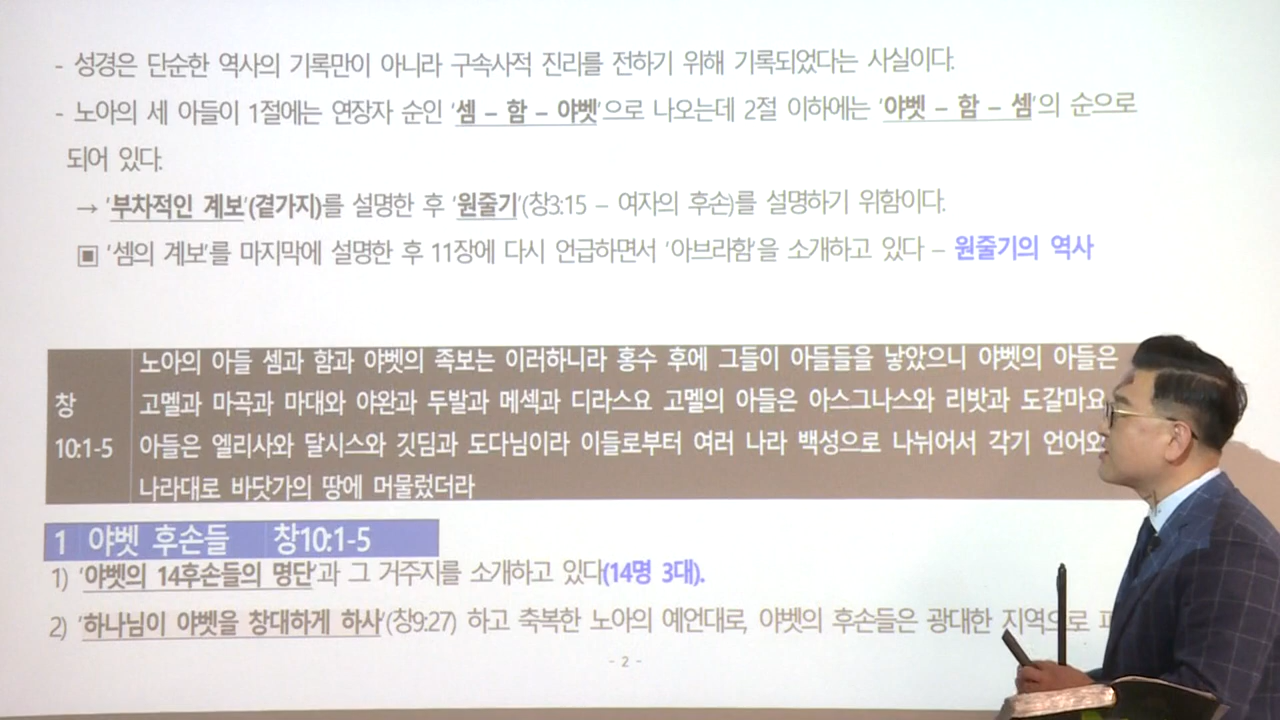 - 성경은 단순한 역사의 기록만이 아니라 구속사적 진리를 전하기 위해 기록되었다는 사실이다.
- 노아의 세 아들이 1절에는 연장자 순인 '셈 – 함 – 야벳'으로 나오는데 2절 이하에는 '야벳 – 함 – 셈'의 순으로
되어 있다.
→ '부차적인 계보'(곁가지)를 설명한 후 '원줄기'(창3:15 – 여자의 후손)를 설명하기 위함이다.
▣ '셈의 계보'를 마지막에 설명한 후 11장에 다시 언급하면서 '아브라함'을 소개하고 있다 – 원줄기의 역사
창
10:1-5
노아의 아들 셈과 함과 야벳의 족보는 이러하니라 홍수 후에 그들이 아들들을 낳았으니 야벳의 아들은
고멜과 마곡과 마대와 야완과 두발과 메섹과 디라스요 고멜의 아들은 아스그나스와 리밧과 도갈마요
아들은 엘리사와 달시스와 깃딤과 도다님이라 이들로부터 여러 나라 백성으로 나뉘어서 각기 언어와
나라대로 바닷가의 땅에 머물렀더라
1 야벳 후손들 창10:1-5
1) '야벳의 14후손들의 명단'과 그 거주지를 소개하고 있다(14명 3대).
2) '하나님이 야벳을 창대하게 하사'(창9:27) 하고 축복한 노아의 예언대로, 야벳의 후손들은 광대한 지역으로
- 2 -